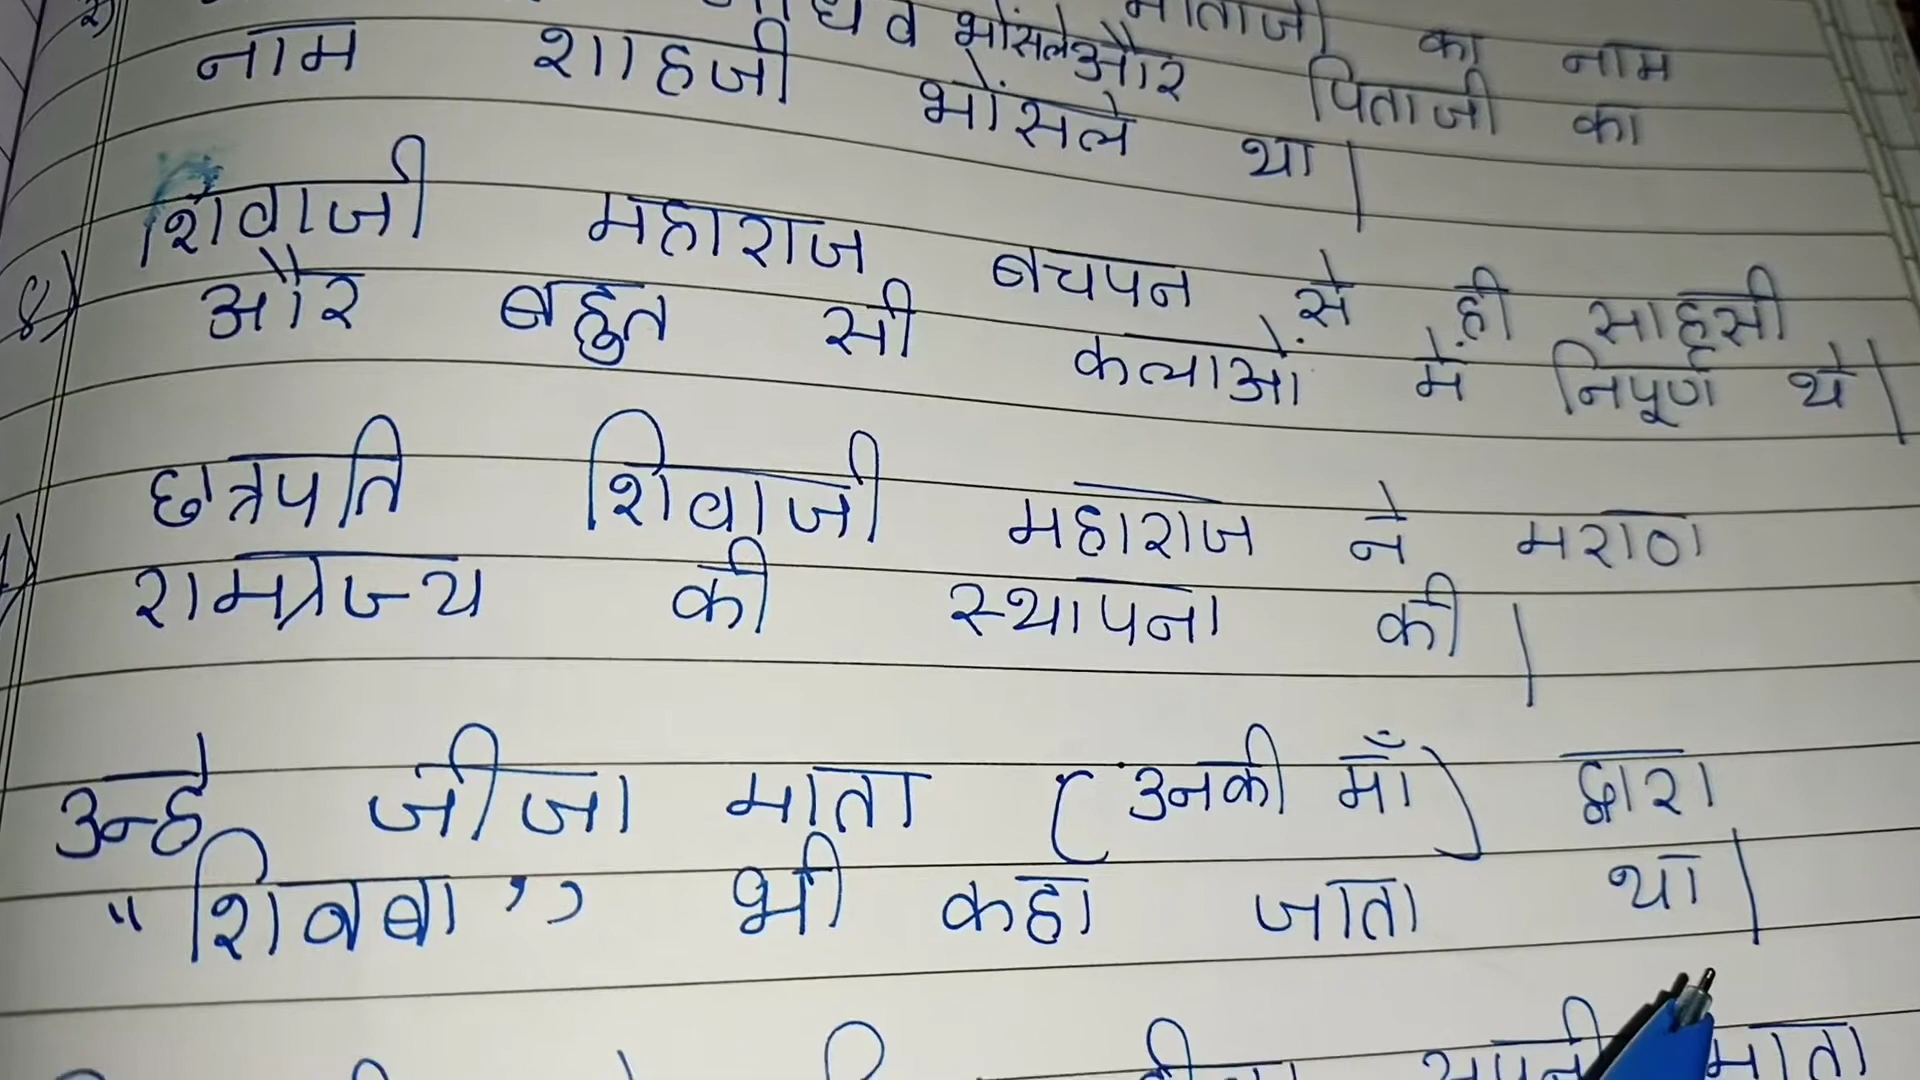 भोंसले और माताजी का नाम
नाम शाहजी भोंसले पिताजी का था।
४) शिवाजी महाराज बचपन से ही साहसी
और बहुत सी कलाओं में निपूर्ण थे।
छत्रपति शिवाजी महाराज ने मराठा
की स्थापना की।
उन्हे जीजा माता (उनकी माँ) द्वारा
"शिवबा" भी कहा जाता था।
माता